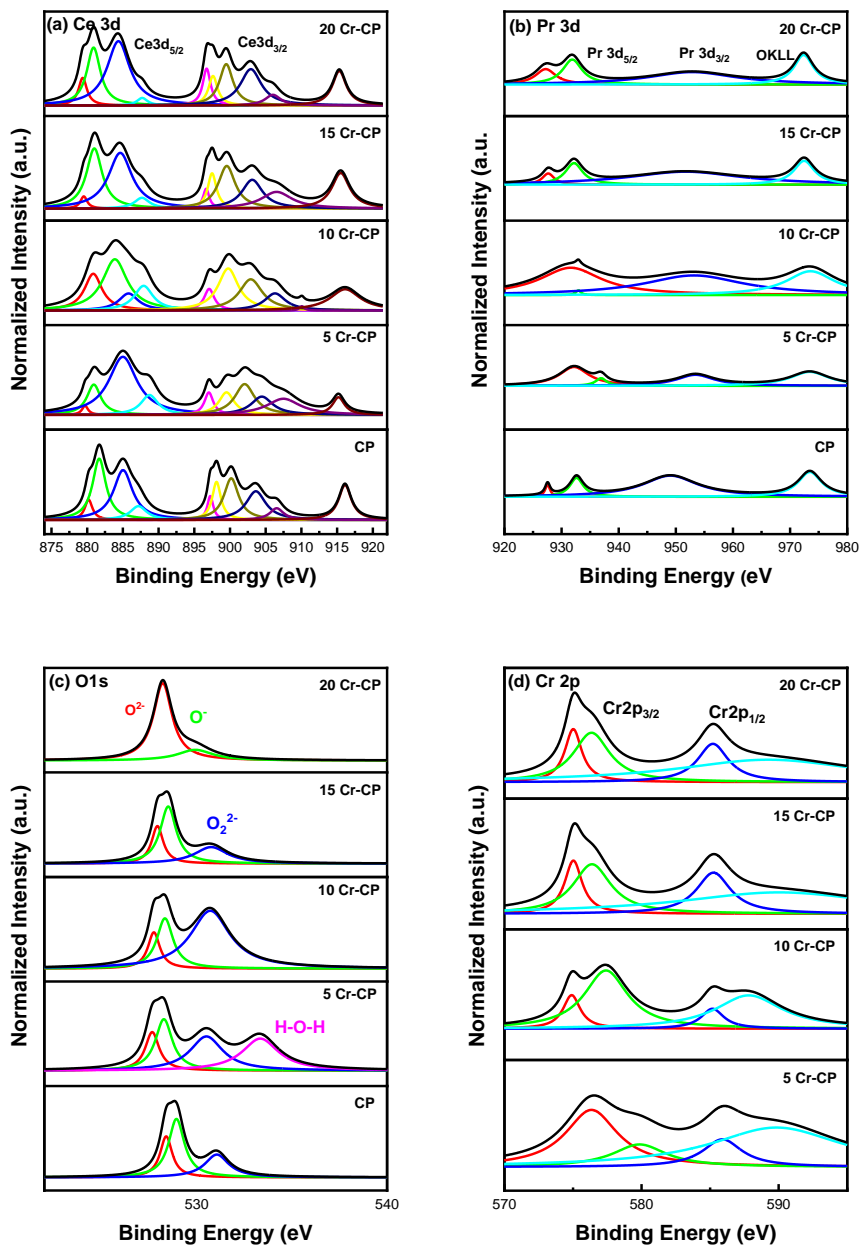 (a) Ce 3d
20 Cr-CP
Ce3d5/2
Ce3d3/2
15 Cr-CP
10 Cr-CP
5 Cr-CP
CP
Normalized Intensity (a.u.)
875 880 885 890 895 900 905 910 915 920
Binding Energy (eV)
(b) Pr 3d
20 Cr-CP
Pr 3d5/2
Pr 3d3/2
OKLL
15 Cr-CP
10 Cr-CP
5 Cr-CP
CP
Normalized Intensity (a.u.
920 930 940 950 960 970 980
Binding Energy (eV
(c) O1s
20 Cr-CP
O2-
O-
15 Cr-CP
O22-
10 Cr-CP
5 Cr-CP
H-O-H
CP
Normalized Intensity (a.u.)
530 540
Binding Energy (eV
(d) Cr 2p
20 Cr-CP
Cr2p3/2
Cr2p1/2
15 Cr-CP
10 Cr-CP
5 Cr-CP
Normalized Intensity (a.u.)
570 580 590
Binding Energy (eV